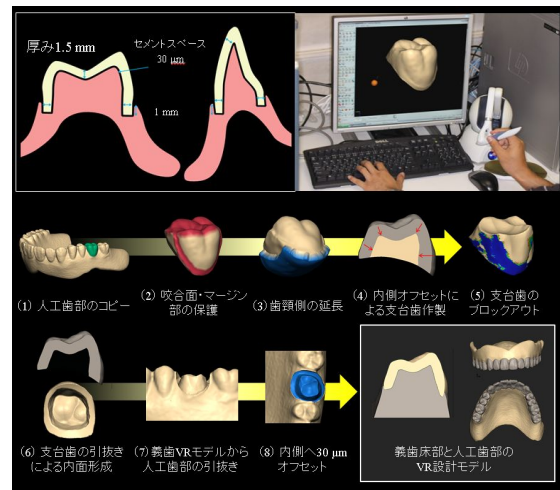 厚み1.5 mm
セメントスペース
30 μm
1 mm
(1) 人工歯部のコピー
(2) 咬合面・マージン
部の保護
(3) 歯頸側の延長
(4) 内側オフセットに
よる支台歯作製
(5) 支台歯の
ブロックアウト
(6) 支台歯の引抜き
による内面形成
(7) 義歯VRモデルから
人工歯部の引抜き
(8) 内側へ30 μm
オフセット
義歯床部と人工歯部の
VR設計モデル